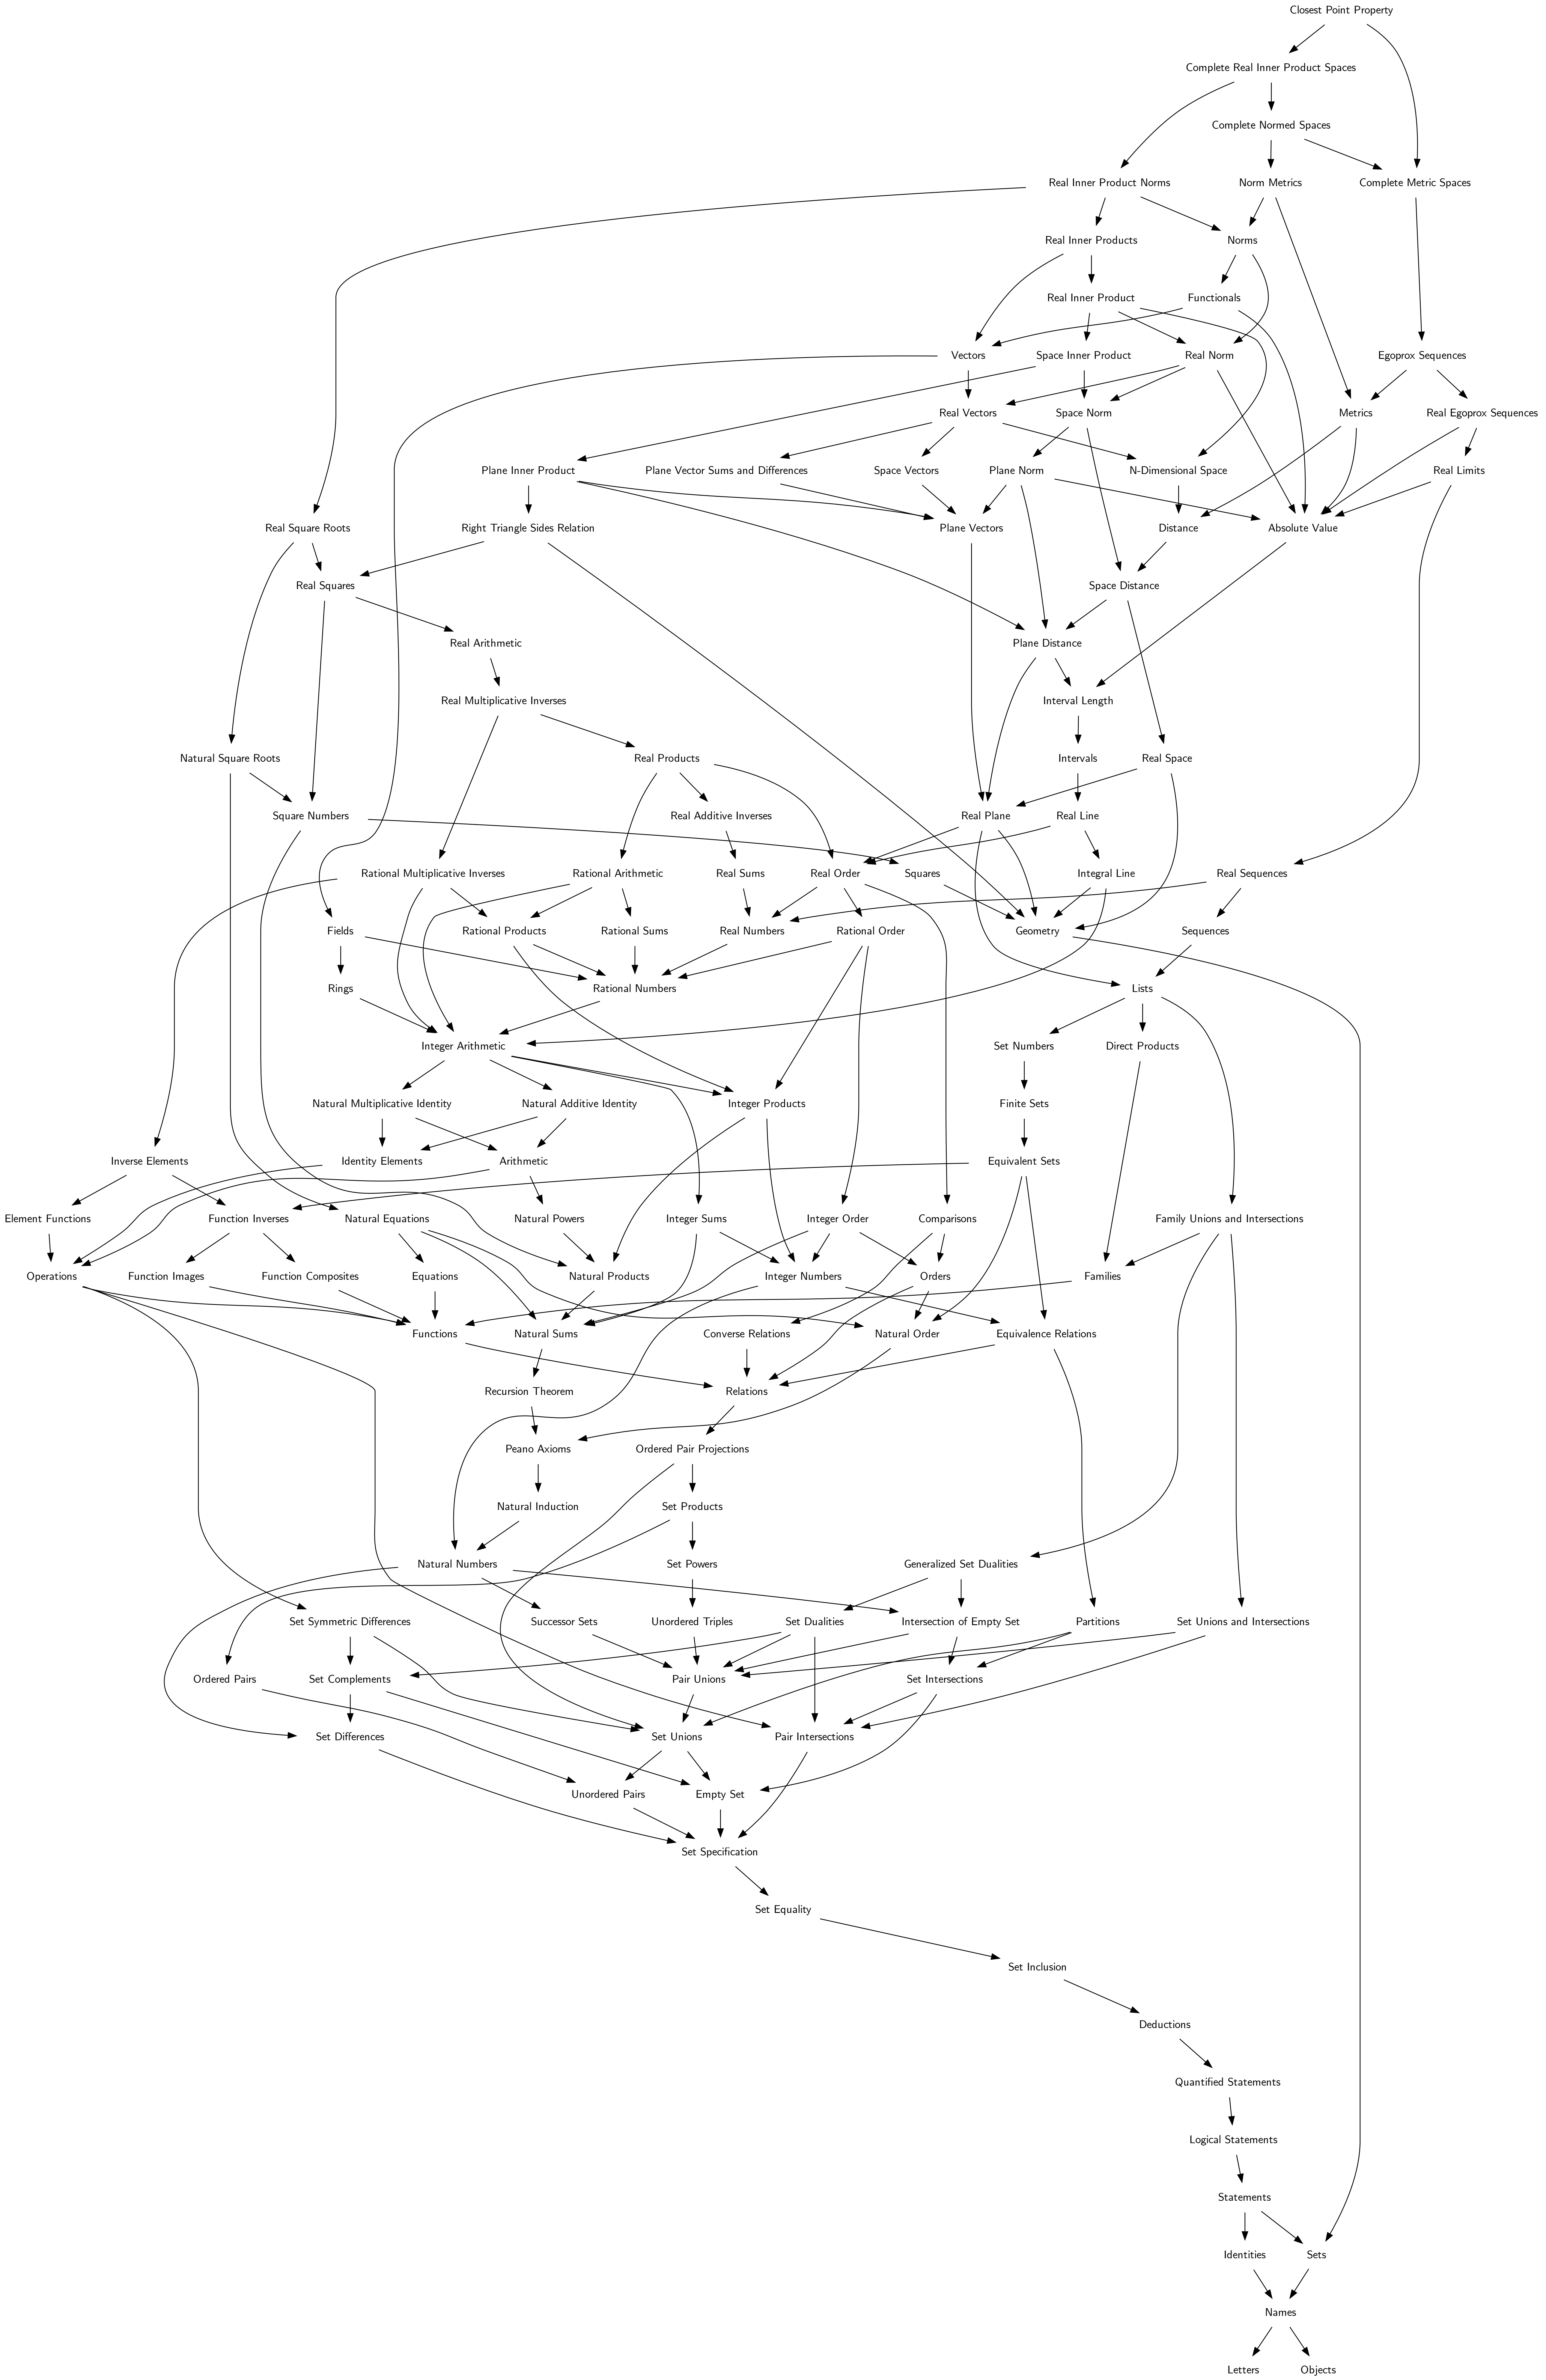 Closest Point Property
Complete Real Inner Product Spaces
Complete Normed Spaces
Real Inner Product Norms
Norm Metrics
Complete Metric Spaces
Real Inner Products
Norms
Real Inner Product
Functionals
Vectors
Space Inner Product
Real Norm
Egoprox Sequences
Real Vectors
Space Norm
Metrics
Real Egoprox Sequences
Plane Inner Product
Plane Vector Sums and Differences
Space Vectors
Plane Norm
N-Dimensional Space
Real Limits
Real Square Roots
Right Triangle Sides Relation
Plane Vectors
Distance
Absolute Value
Real Squares
Space Distance
Real Arithmetic
Plane Distance
Real Multiplicative Inverses
Interval Length
Natural Square Roots
Real Products
Intervals
Real Space
Square Numbers
Real Additive Inverses
Real Plane
Real Line
Rational Multiplicative Inverses
Rational Arithmetic
Real Sums
Real Order
Squares
Integral Line
Real Sequences
Fields
Rational Products
Rational Sums
Real Numbers
Rational Order
Geometry
Sequences
Rings
Rational Numbers
Lists
Integer Arithmetic
Set Numbers
Direct Products
Natural Multiplicative Identity
Natural Additive Identity
Integer Products
Finite Sets
Inverse Elements
Identity Elements
Arithmetic
Equivalent Sets
Element Functions
Function Inverses
Natural Equations
Natural Powers
Integer Sums
Integer Order
Comparisons
Family Unions and Intersections
Operations
Function Images
Function Composites
Equations
Natural Products
Integer Numbers
Orders
Families
Functions
Natural Sums
Converse Relations
Natural Order
Equivalence Relations
Recursion Theorem
Relations
Peano Axioms
Ordered Pair Projections
Natural Induction
Set Products
Natural Numbers
Set Powers
Generalized Set Dualities
Set Symmetric Differences
Successor Sets
Unordered Triples
Set Dualities
Intersection of Empty Set
Partitions
Set Unions and Intersections
Ordered Pairs
Set Complements
Pair Unions
Set Intersections
Set Differences
Set Unions
Pair Intersections
Unordered Pairs
Empty Set
Set Specification
Set Equality
Set Inclusion
Deductions
Quantified Statements
Logical Statements
Statements
Identities
Sets
Names
Letters
Objects